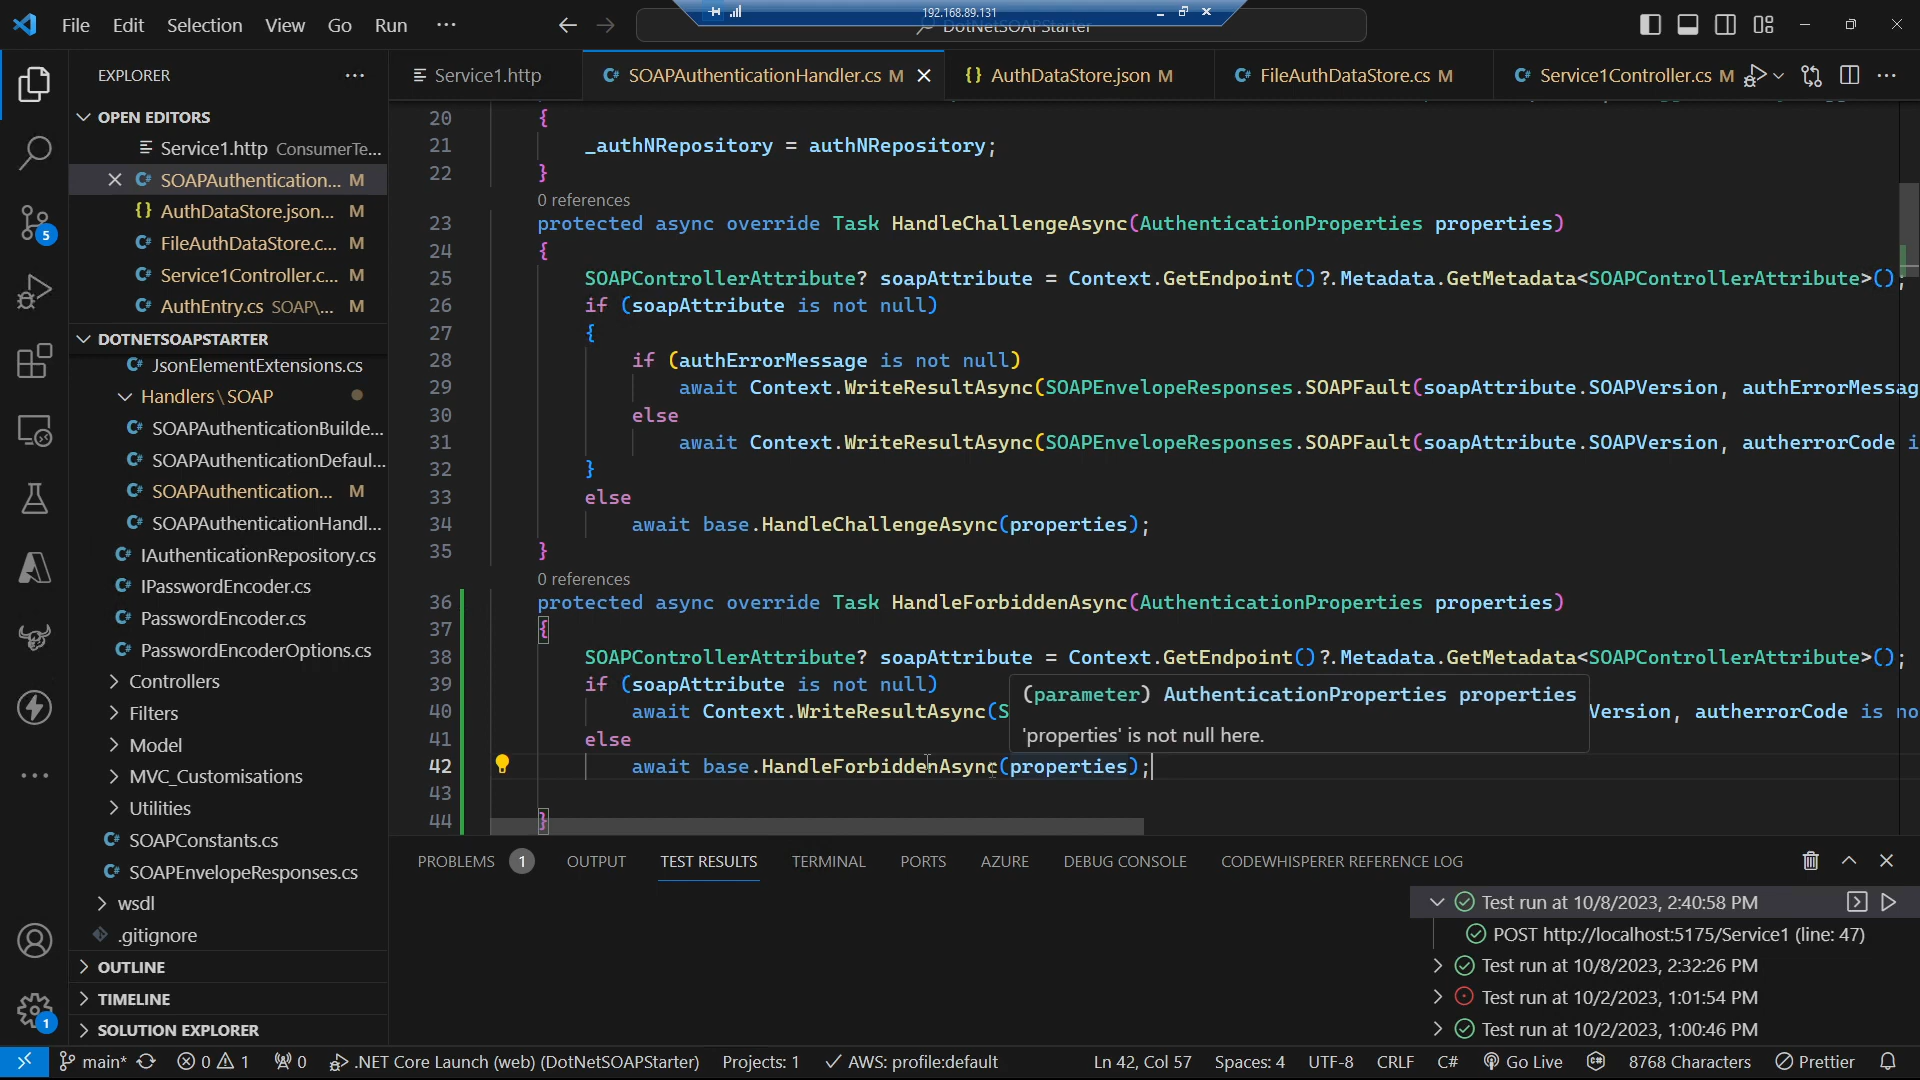 File Edit Selection View Go Run
192.168.89.131
DotNetSOAPStarter
EXPLORER
OPEN EDITORS
Service1.http ConsumerTe...
SOAPAuthentication... M
AuthDataStore.json... M
FileAuthDataStore.c... M
Service1Controller.c... M
AuthEntry.cs SOAP\... M
DOTNETSOAPSTARTER
JsonElementExtensions.cs
Handlers\SOAP
SOAPAuthenticationBuilde...
SOAPAuthenticationDefaul...
SOAPAuthentication... M
SOAPAuthenticationHandl...
IAuthenticationRepository.cs
IPasswordEncoder.cs
PasswordEncoder.cs
PasswordEncoderOptions.cs
Controllers
Filters
Model
MVC_Customisations
Utilities
SOAPConstants.cs
SOAPEnvelopeResponses.cs
wsdl
.gitignore
OUTLINE
TIMELINE
SOLUTION EXPLORER
5
1
Service1.http
SOAPAuthenticationHandler.cs M
AuthDataStore.json M
FileAuthDataStore.cs M
Service1Controller.cs M
20 {
21 _authNRepository = authNRepository;
22 }
0 references
23 protected async override Task HandleChallengeAsync(AuthenticationProperties properties)
24 {
25 SOAPControllerAttribute? soapAttribute = Context.GetEndpoint()?.Metadata.GetMetadata<SOAPControllerAttribute>();
26 if (soapAttribute is not null)
27 {
28 if (authErrorMessage is not null)
29 await Context.WriteResultAsync(SOAPEnvelopeResponses.SOAPFault(soapAttribute.SOAPVersion, authErrorMessag
30 else
31 await Context.WriteResultAsync(SOAPEnvelopeResponses.SOAPFault(soapAttribute.SOAPVersion, autherrorCode i
32 }
33 else
34 await base.HandleChallengeAsync(properties);
35 }
0 references
36 protected async override Task HandleForbiddenAsync(AuthenticationProperties properties)
37 {
38 SOAPControllerAttribute? soapAttribute = Context.GetEndpoint()?.Metadata.GetMetadata<SOAPControllerAttribute>();
39 if (soapAttribute is not null)
(parameter) AuthenticationProperties properties
40 await Context.WriteResultAsync(S Version, autherrorCode is no
'properties' is not null here.
41 else
42 await base.HandleForbiddenAsync(properties);
43
44 }
PROBLEMS 1 OUTPUT TEST RESULTS TERMINAL PORTS AZURE DEBUG CONSOLE CODEWHISPERER REFERENCE LOG
Test run at 10/8/2023, 2:40:58 PM
POST http://localhost:5175/Service1 (line: 47)
Test run at 10/8/2023, 2:32:26 PM
Test run at 10/2/2023, 1:01:54 PM
Test run at 10/2/2023, 1:00:46 PM
main* 0 1 0 .NET Core Launch (web) (DotNetSOAPStarter) Projects: 1 AWS: profile:default Ln 42, Col 57 Spaces: 4 UTF-8 CRLF C# Go Live 8768 Characters Prettier